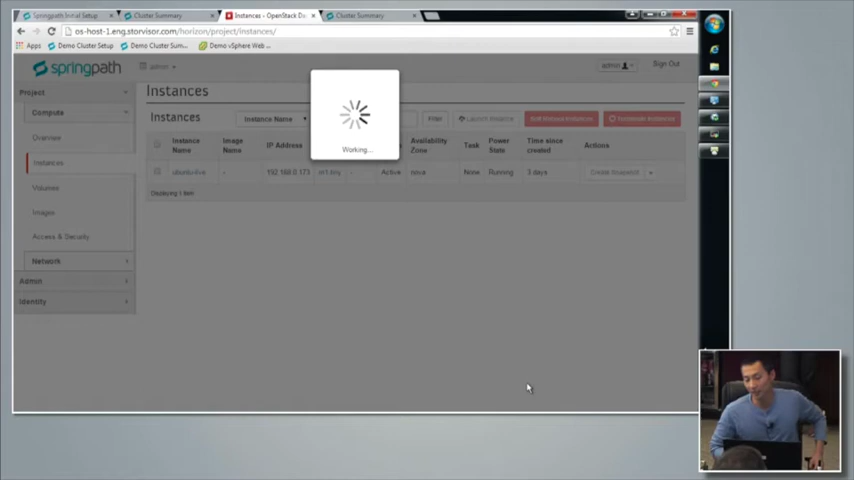 Springpath Initial Setup
Cluster Summary
Instances - OpenStack Da
Cluster Summary
os-host-1.eng.storvisor.com/horizon/project/instances/
Apps
Demo Cluster Setup
Demo Cluster Sum...
Demo vSphere Web ...
springpath
admin
admin
Sign Out
Project
Instances
Compute
Instances
Instance Name
Filter
Launch Instance
Terminate Instances
Overview
Instance Name
Image Name
IP Address
Availability Zone
Task
Power State
Time since created
Actions
Instances
ubuntu-live
-
192.168.0.173
-
Active
nova
None
Running
3 days
Create Snapshot
Working...
Volumes
Displaying 1 item
Images
Access & Security
Network
Admin
Identity